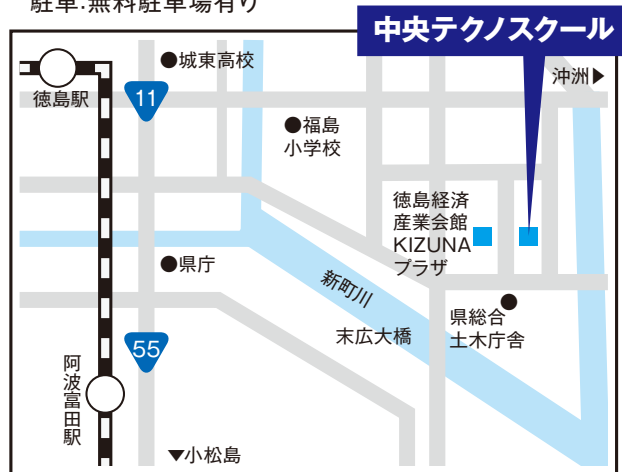 駐車:無料駐車場有り
中央テクノスクール
●城東高校
沖洲▶
徳島駅
11
●福島
小学校
徳島経済
産業会館
KIZUNA
プラザ
●県庁
新町川
県総合
土木庁舎
末広大橋
55
阿波富田駅
▼小松島